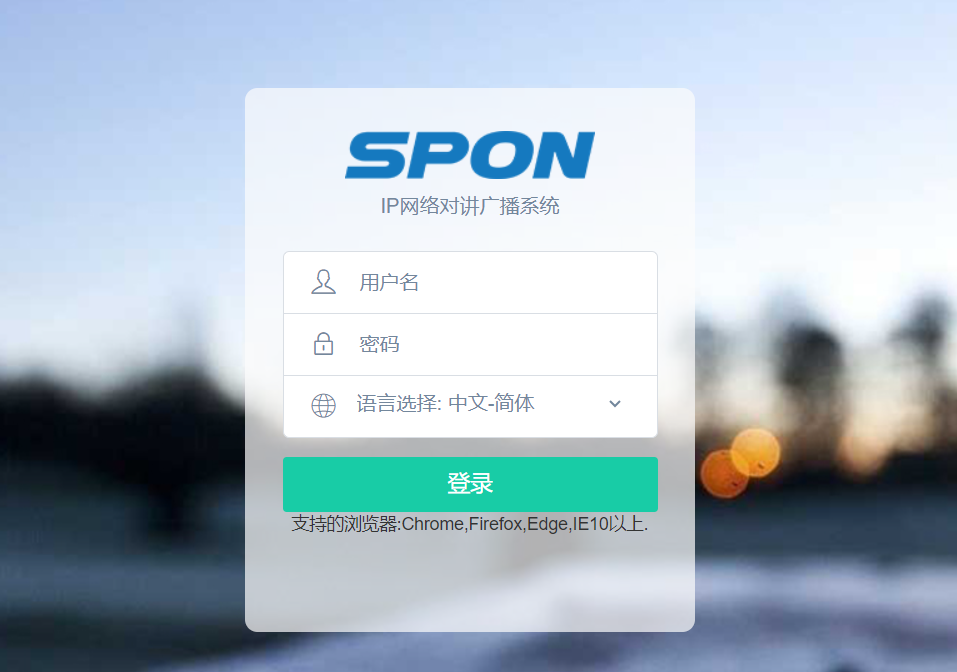 SPON
IP网络对讲广播系统
用户名
密码
语言选择: 中文-简体
登录
支持的浏览器:Chrome,Firefox,Edge,IE10以上.